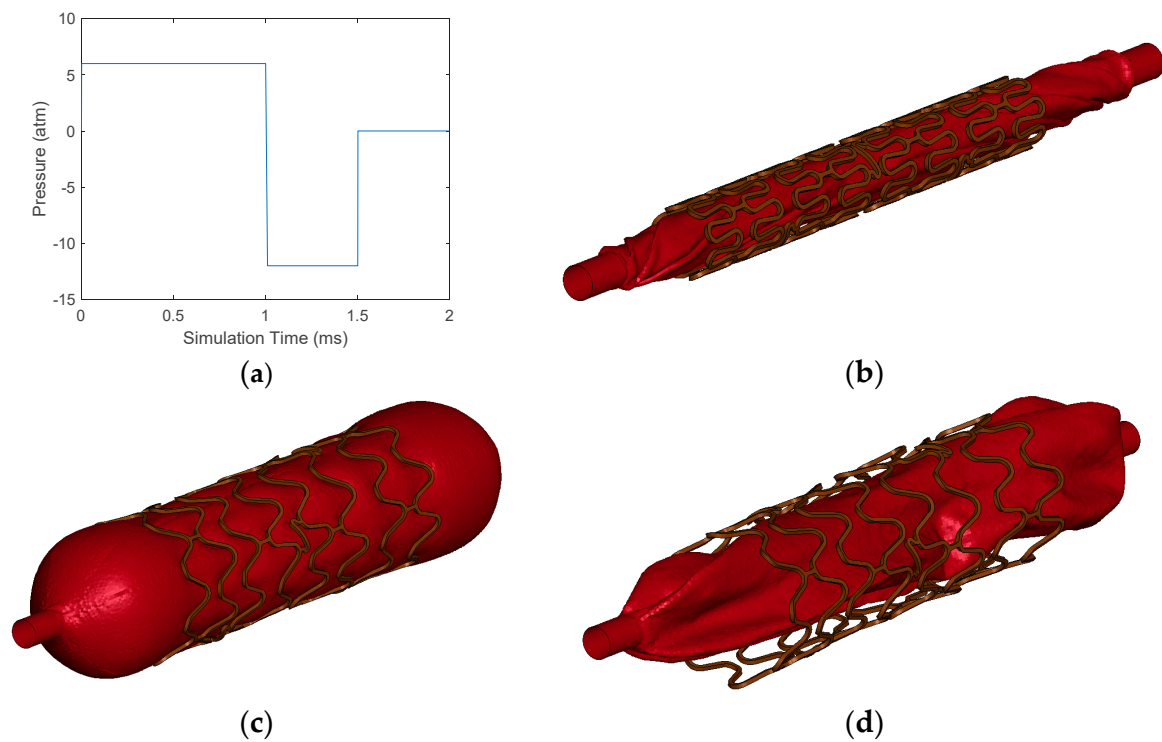 10
5
0
-5
-10
-15
Pressure (atm)
0 0.5 1 1.5 2
Simulation Time (ms)
(a)
(b)
(c)
(d)